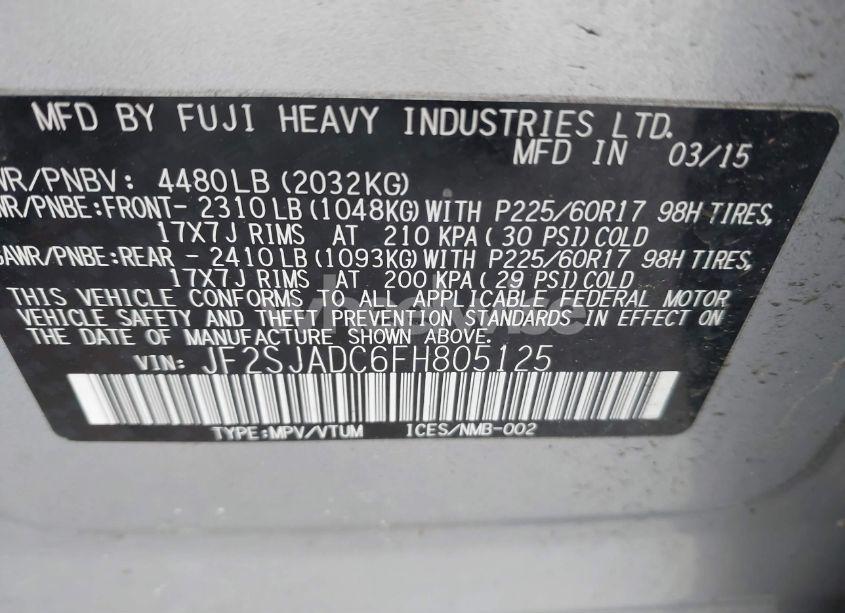 MFD BY FUJI HEAVY INDUSTRIES LTD.
MFD IN 03/15
WR/PNBV: 4480LB (2032KG)
WR/PNBE:FRONT- 2310LB (1048KG) WITH P225/60R17 98H TIRES,
17X7J RIMS AT 210 KPA( 30 PSI) COLD
AWR/PNBE:REAR - 2410LB (1093KG) WITH P225/60R17 98H TIRES,
17X7J RIMS AT 200 KPA( 29 PSI) COLD
THIS VEHICLE CONFORMS TO ALL APPLICABLE FEDERAL MOTOR
VEHICLE SAFETY AND THEFT PREVENTION STANDARDS IN EFFECT ON
THE DATE OF MANUFACTURE SHOWN ABOVE.
VIN: JF2SJADC6FH805125
TYPE:MPV/VTUM ICES/NMB-002